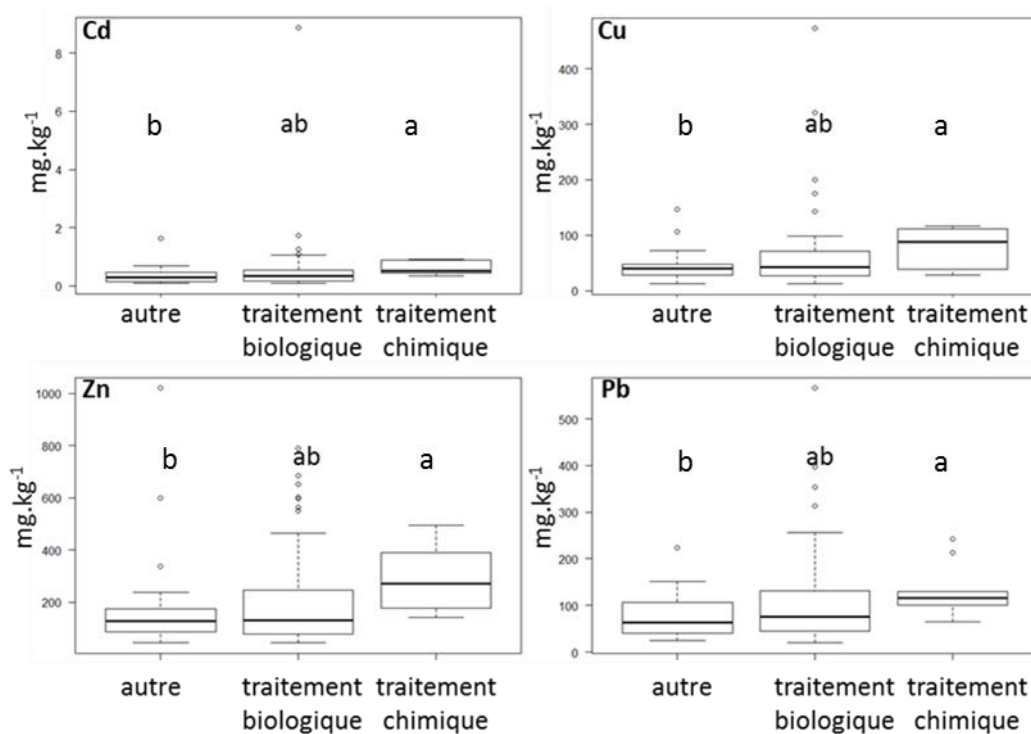 Cd
8
6
4
2
0
mg.kg-1
b
ab
a
autre
traitement
biologique
traitement
chimique
Cu
400
300
200
100
0
mg.kg-1
b
ab
a
autre
traitement
biologique
traitement
chimique
Zn
1000
800
600
400
200
mg.kg-1
b
ab
a
autre
traitement
biologique
traitement
chimique
Pb
500
400
300
200
100
0
mg.kg-1
b
ab
a
autre
traitement
biologique
traitement
chimique